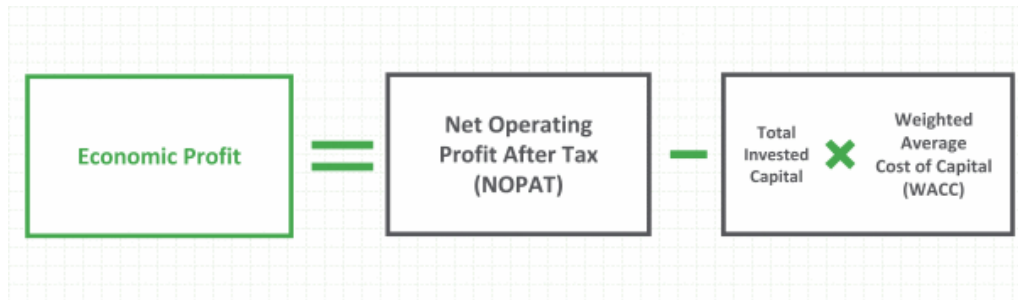 Economic Profit
=
Net Operating
Profit After Tax
(NOPAT)
-
Total
Invested
Capital
×
Weighted
Average
Cost of Capital
(WACC)